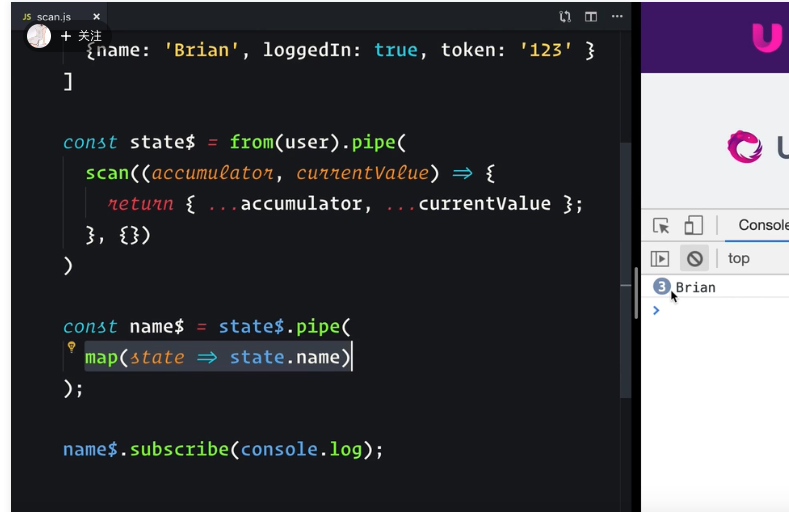 JS scan.js ×
+ 关注
{name: 'Brian', loggedIn: true, token: '123' }
]
const state$ = from(user).pipe(
scan((accumulator, currentValue) => {
return { ...accumulator, ...currentValue };
}, {})
)
const name$ = state$.pipe(
map(state => state.name)
);
name$.subscribe(console.log);
U
U
Console
top
3 Brian